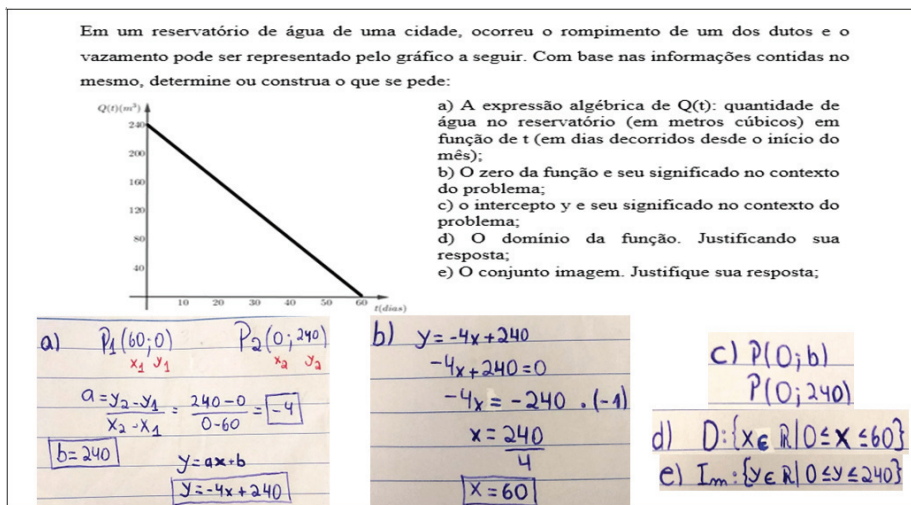 Em um reservatório de água de uma cidade, ocorreu o rompimento de um dos dutos e o
vazamento pode ser representado pelo gráfico a seguir. Com base nas informações contidas no
mesmo, determine ou construa o que se pede:
Q(t)(m³)
240
200
160
120
80
40
10 20 30 40 50 60
t(dias)
a) A expressão algébrica de Q(t): quantidade de
água no reservatório (em metros cúbicos) em
função de t (em dias decorridos desde o início do
mês);
b) O zero da função e seu significado no contexto
do problema;
c) o intercepto y e seu significado no contexto do
problema;
d) O domínio da função. Justificando sua
resposta;
e) O conjunto imagem. Justifique sua resposta;
a) P₁(60;0) P₂(0;240)
x₁ y₁ x₂ y₂
a = y₂-y₁/x₂-x₁ = 240-0/0-60 = -4
b=240
y=ax+b
y=-4x+240
b) y=-4x+240
-4x+240=0
-4x=-240 .(-1)
x=240/4
x=60
c) P(0;b)
P(0;240)
d) D:{x∈R|0≤x≤60}
e) Im:{y∈R|0≤y≤240}